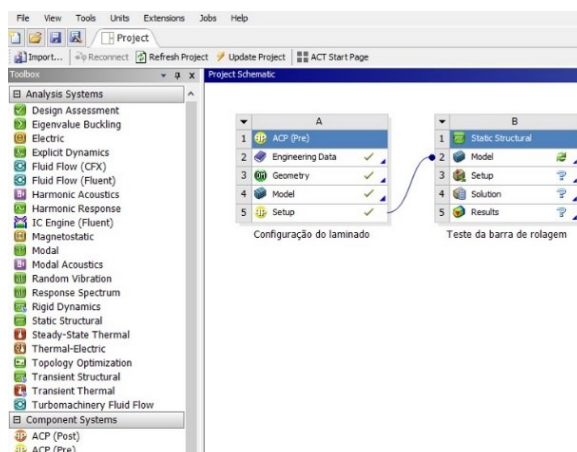 File View Tools Units Extensions Jobs Help
Project
Import... Reconnect Refresh Project Update Project ACT Start Page
Toolbox
Project Schematic
Analysis Systems
Design Assessment
Eigenvalue Buckling
Electric
Explicit Dynamics
Fluid Flow (CFX)
Fluid Flow (Fluent)
Harmonic Acoustics
Harmonic Response
IC Engine (Fluent)
Magnetostatic
Modal
Modal Acoustics
Random Vibration
Response Spectrum
Rigid Dynamics
Static Structural
Steady-State Thermal
Thermal-Electric
Topology Optimization
Transient Structural
Transient Thermal
Turbomachinery Fluid Flow
Component Systems
ACP (Post)
ACP (Pre)
A
1 ACP (Pre)
2 Engineering Data
3 Geometry
4 Model
5 Setup
Configuração do laminado
B
1 Static Structural
2 Model
3 Setup
4 Solution
5 Results
Teste da barra de rolagem